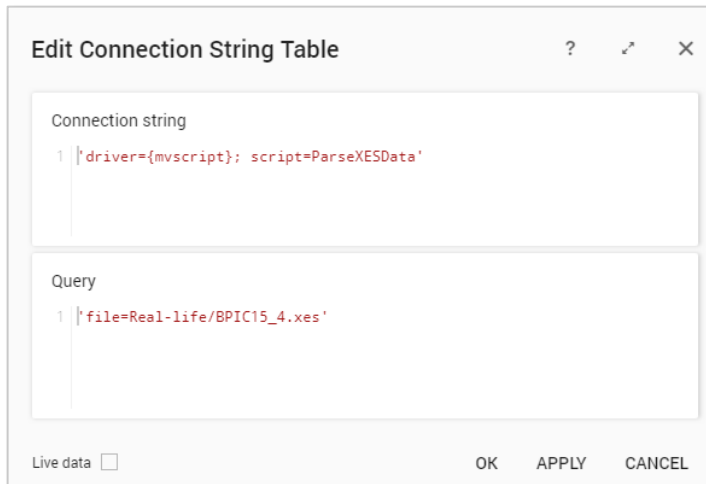 Edit Connection String Table ?
Connection string
1 'driver={mvscript}; script=ParseXESData'
Query
1 'file=Real-life/BPIC15_4.xes'
Live data OK APPLY CANCEL